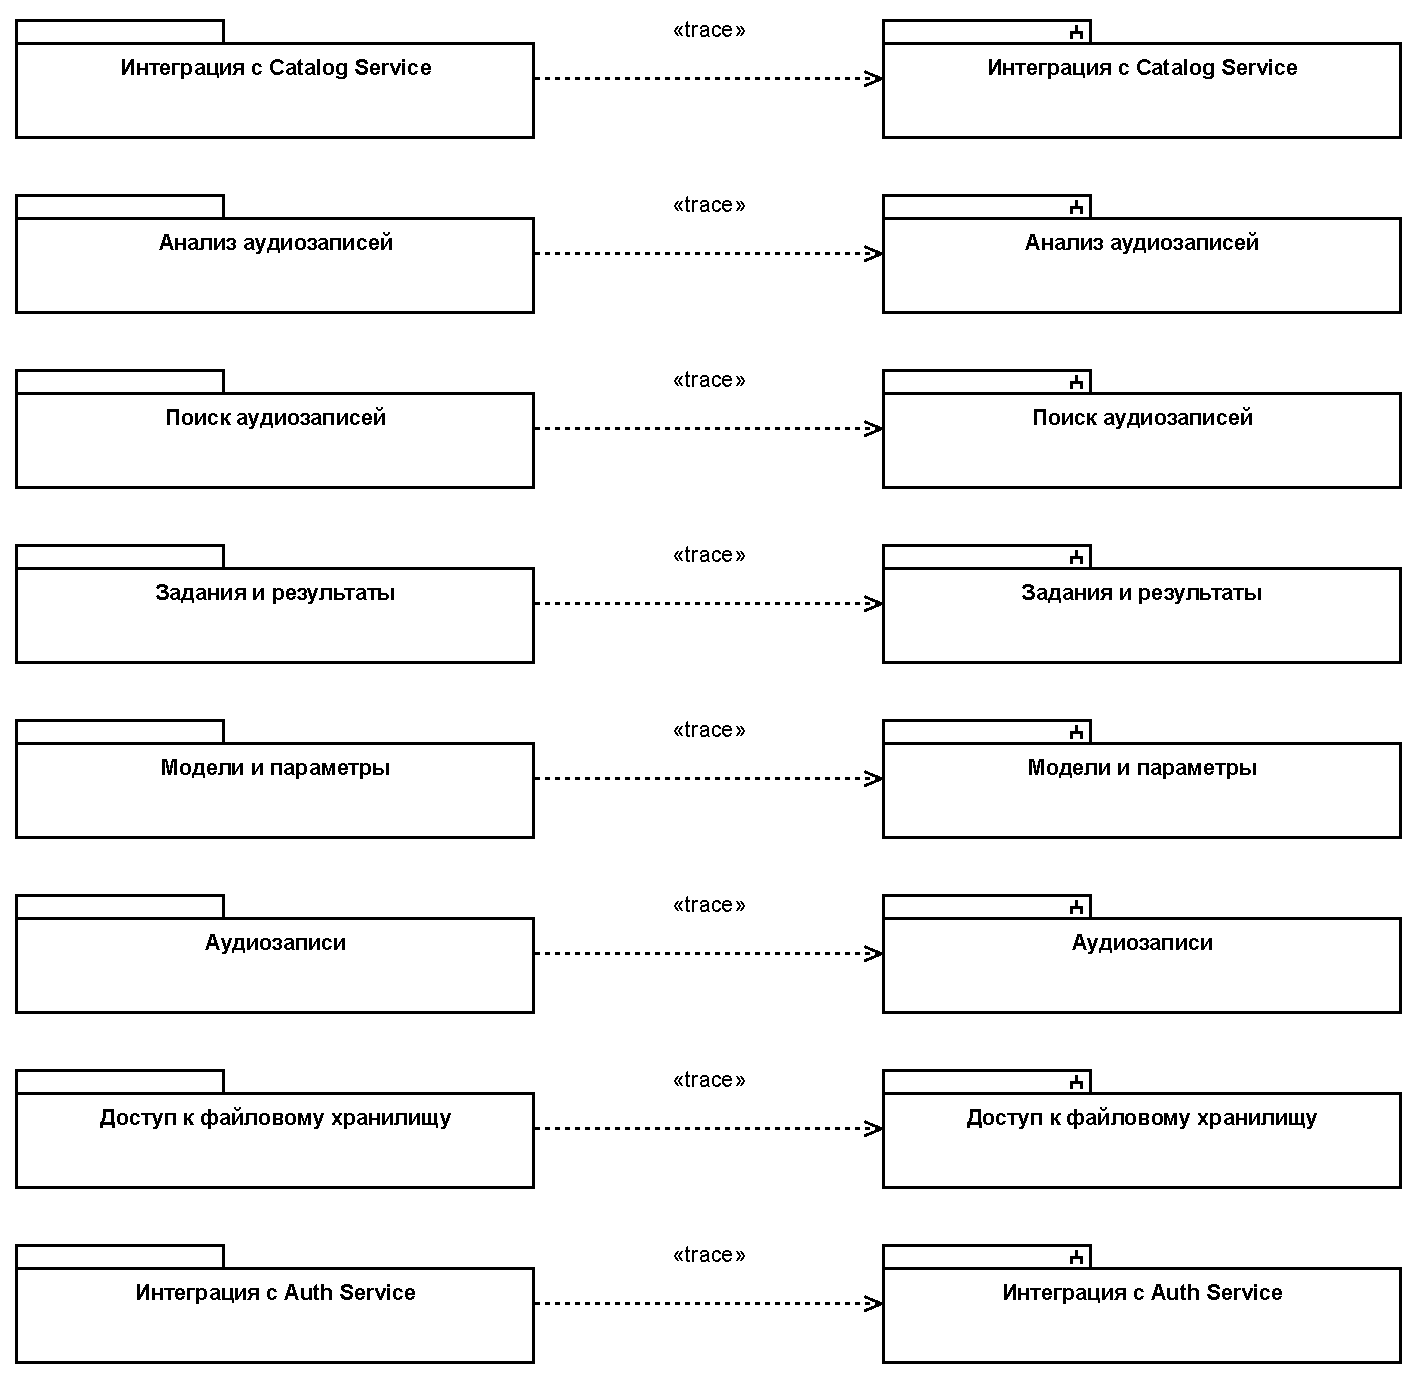 «trace»
Интеграция с Catalog Service
Интеграция с Catalog Service
«trace»
Анализ аудиозаписей
Анализ аудиозаписей
«trace»
Поиск аудиозаписей
Поиск аудиозаписей
«trace»
Задания и результаты
Задания и результаты
«trace»
Модели и параметры
Модели и параметры
«trace»
Аудиозаписи
Аудиозаписи
«trace»
Доступ к файловому хранилищу
Доступ к файловому хранилищу
«trace»
Интеграция с Auth Service
Интеграция с Auth Service